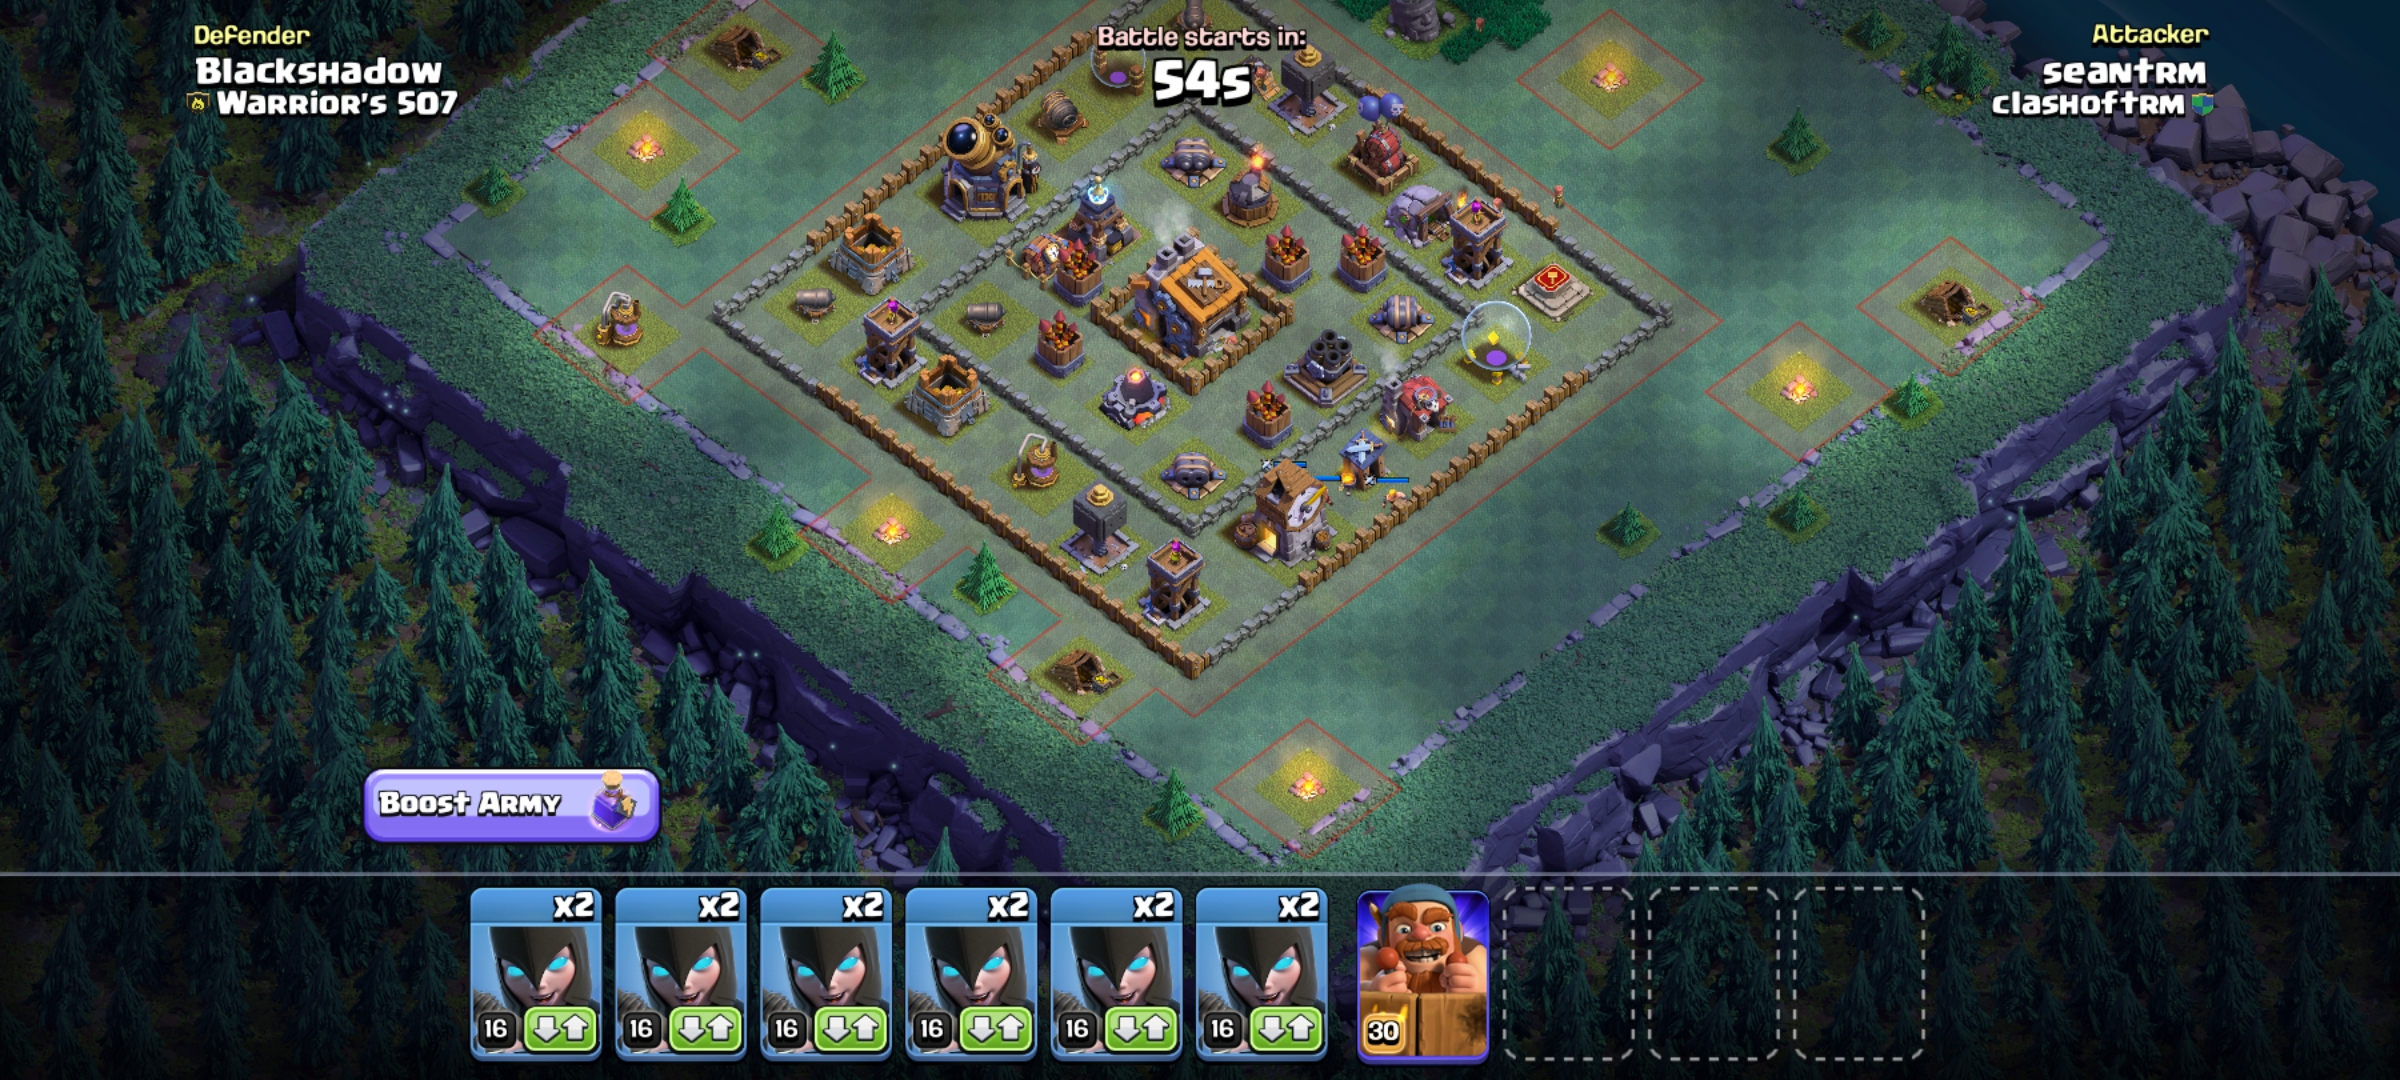 Defender
Blackshadow
Warrior's 507
Battle starts in:
54s
Attacker
seantRM
clashoftRM
Boost Army
x2
x2
x2
x2
x2
x2
16
16
16
16
16
16
30